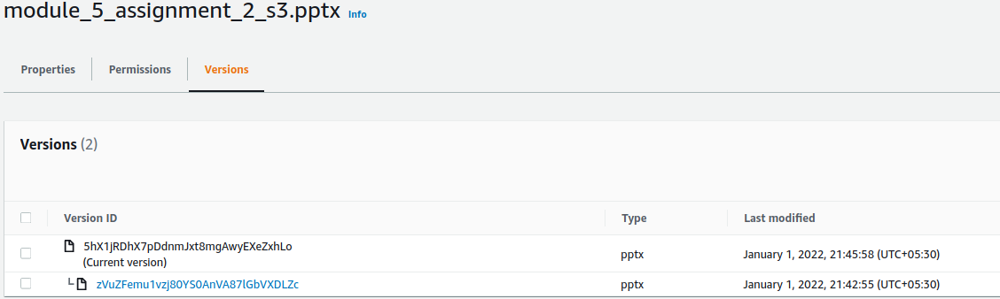 module_5_assignment_2_s3.pptx Info
Properties Permissions Versions
Versions (2)
Version ID Type Last modified
5hX1jRDhX7pDdnmJxt8mgAwyEXeZxhLo
(Current version) pptx January 1, 2022, 21:45:58 (UTC+05:30)
zVuZFemu1vzj80YS0AnVA87lGbVXDLZc pptx January 1, 2022, 21:42:55 (UTC+05:30)